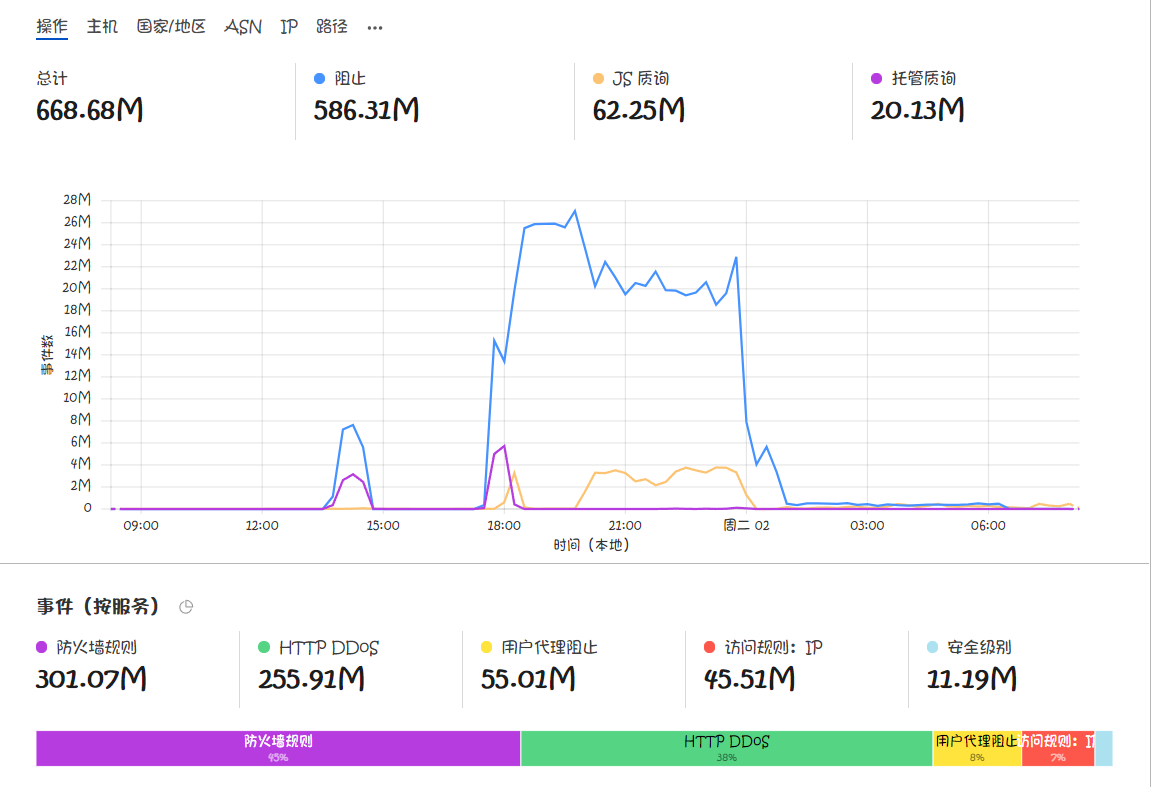 操作 主机 国家/地区 ASN IP 路径 •••
总计 阻止 JS 质询 托管质询
668.68M 586.31M 62.25M 20.13M
28M
26M
24M
22M
20M
18M
16M
14M
12M
10M
8M
6M
4M
2M
0
事件数
09:00 12:00 15:00 18:00 21:00 周二 02 03:00 06:00
时间（本地）
事件（按服务）
防火墙规则 HTTP DDoS 用户代理阻止 访问规则：IP 安全级别
301.07M 255.91M 55.01M 45.51M 11.19M
防火墙规则 HTTP DDoS 用户代理阻止 访问规则：IP
45% 38% 8% 7%